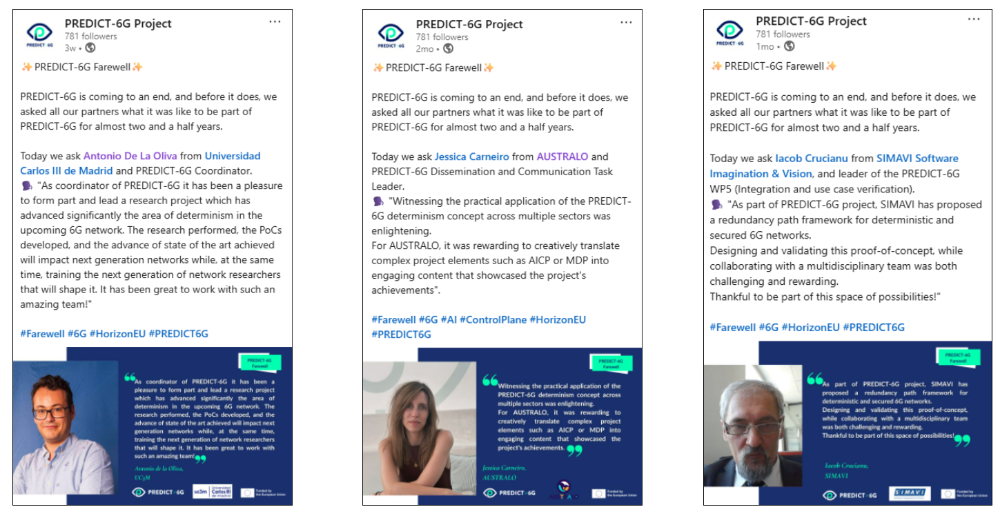 PREDICT-6G Project
781 followers
3w •
PREDICT-6G
✨ PREDICT-6G Farewell ✨
PREDICT-6G is coming to an end, and before it does, we
asked all our partners what it was like to be part of
PREDICT-6G for almost two and a half years.
Today we ask Antonio De La Oliva from Universidad
Carlos III de Madrid and PREDICT-6G Coordinator.
🗣 "As coordinator of PREDICT-6G it has been a pleasure
to form part and lead a research project which has
advanced significantly the area of determinism in the
upcoming 6G network. The research performed, the PoCs
developed, and the advance of state of the art achieved
will impact next generation networks while, at the same
time, training the next generation of network researchers
that will shape it. It has been great to work with such an
amazing team!"
#Farewell #6G #HorizonEU #PREDICT6G
PREDICT-6G
Farewell
As coordinator of PREDICT-6G it has been a
pleasure to form part and lead a research project
which has advanced significantly the area of
determinism in the upcoming 6G network. The
research performed, the PoCs developed, and the
advance of state of the art achieved will impact next
generation networks while, at the same time,
training the next generation of network researchers
that will shape it. It has been great to work with
such an amazing team!
Antonio de la Oliva,
UC3M
PREDICT-6G
uc3m Universidad
Carlos III
de Madrid
Funded by
the European Union
PREDICT-6G Project
781 followers
2mo •
PREDICT-6G
✨ PREDICT-6G Farewell ✨
PREDICT-6G is coming to an end, and before it does, we
asked all our partners what it was like to be part of
PREDICT-6G for almost two and a half years.
Today we ask Jessica Carneiro from AUSTRALO and
PREDICT-6G Dissemination and Communication Task
Leader.
🗣 "Witnessing the practical application of the PREDICT-
6G determinism concept across multiple sectors was
enlightening.
For AUSTRALO, it was rewarding to creatively translate
complex project elements such as AICP or MDP into
engaging content that showcased the project's
achievements".
#Farewell #6G #AI #ControlPlane #HorizonEU
#PREDICT6G
PREDICT-6G
Farewell
Witnessing the practical application of the
PREDICT-6G determinism concept across
multiple sectors was enlightening.
For AUSTRALO, it was rewarding to
creatively translate complex project
elements such as AICP or MDP into
engaging content that showcased the
project's achievements.
Jessica Carneiro,
AUSTRALO
PREDICT-6G
AUSTRALO
Funded by
the European Union
PREDICT-6G Project
781 followers
1mo •
PREDICT-6G
✨ PREDICT-6G Farewell ✨
PREDICT-6G is coming to an end, and before it does, we
asked all our partners what it was like to be part of
PREDICT-6G for almost two and a half years.
Today we ask Iacob Crucianu from SIMAVI Software
Imagination & Vision, and leader of the PREDICT-6G
WP5 (Integration and use case verification).
🗣 "As part of PREDICT-6G project, SIMAVI has proposed
a redundancy path framework for deterministic and
secured 6G networks.
Designing and validating this proof-of-concept, while
collaborating with a multidisciplinary team was both
challenging and rewarding.
Thankful to be part of this space of possibilities!"
#Farewell #6G #HorizonEU #PREDICT6G
PREDICT-6G
Farewell
As part of PREDICT-6G project, SIMAVI has
proposed a redundancy path framework for
deterministic and secured 6G networks.
Designing and validating this proof-of-concept,
while collaborating with a multidisciplinary team
was both challenging and rewarding.
Thankful to be part of this space of possibilities!
Iacob Crucianu,
SIMAVI
PREDICT-6G
SIMAVI
Funded by
the European Union